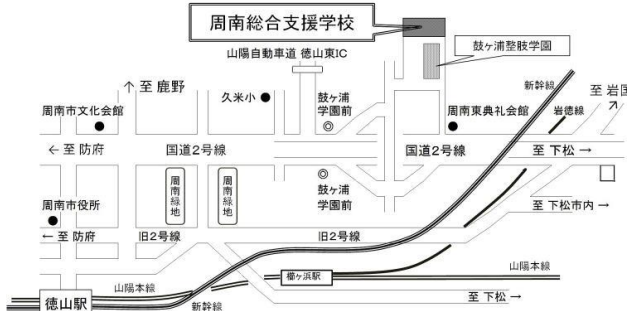 周南総合支援学校
山陽自動車道 徳山東IC
鼓ヶ浦整肢学園
新幹線
↑ 至 鹿野
久米小
鼓ヶ浦
学園前
周南東典礼会館
岩徳線
至 岩国
周南市文化会館
← 至 防府
国道2号線
国道2号線
至 下松 →
周南緑地
周南緑地
鼓ヶ浦
学園前
周南市役所
至 下松市内 →
← 至 防府
旧2号線
旧2号線
櫛ヶ浜駅
山陽本線
山陽本線
徳山駅
新幹線
至 下松 →